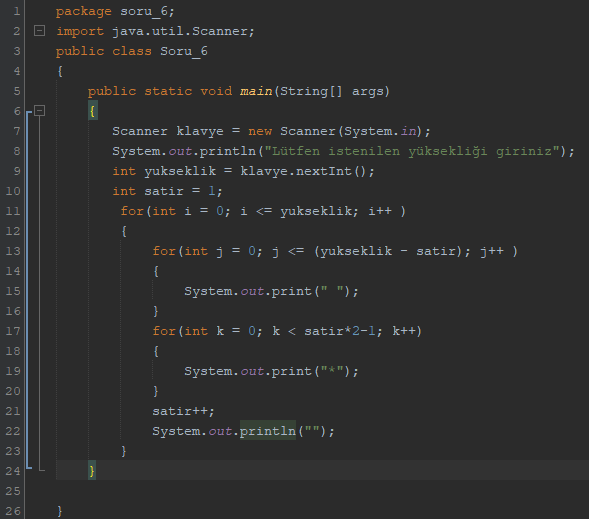 1 package soru_6;
2 import java.util.Scanner;
3 public class Soru_6
4 {
5 public static void main(String[] args)
6 {
7 Scanner klavye = new Scanner(System.in);
8 System.out.println("Lütfen istenilen yüksekliği giriniz");
9 int yukseklik = klavye.nextInt();
10 int satir = 1;
11 for(int i = 0; i <= yukseklik; i++ )
12 {
13 for(int j = 0; j <= (yukseklik - satir); j++ )
14 {
15 System.out.print(" ");
16 }
17 for(int k = 0; k < satir*2-1; k++)
18 {
19 System.out.print("*");
20 }
21 satir++;
22 System.out.println("");
23 }
24 }
25
26 }